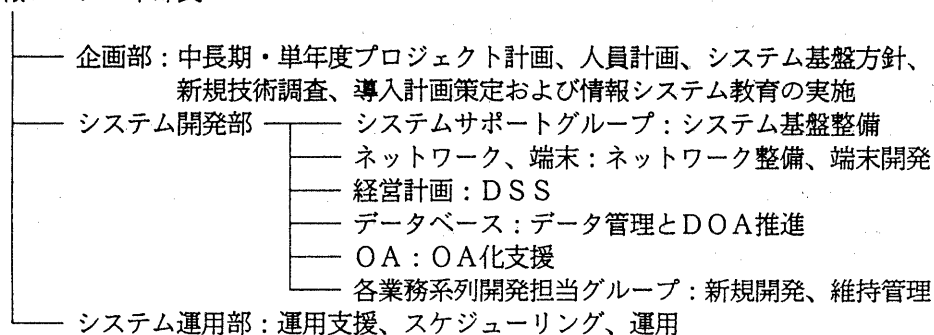 企画部：中長期・単年度プロジェクト計画、人員計画、システム基盤方針、
新規技術調査、導入計画策定および情報システム教育の実施
システム開発部 システムサポートグループ：システム基盤整備
ネットワーク、端末：ネットワーク整備、端末開発
経営計画：ＤＳＳ
データベース：データ管理とＤＯＡ推進
ＯＡ：ＯＡ化支援
各業務系列開発担当グループ：新規開発、維持管理
システム運用部：運用支援、スケジューリング、運用